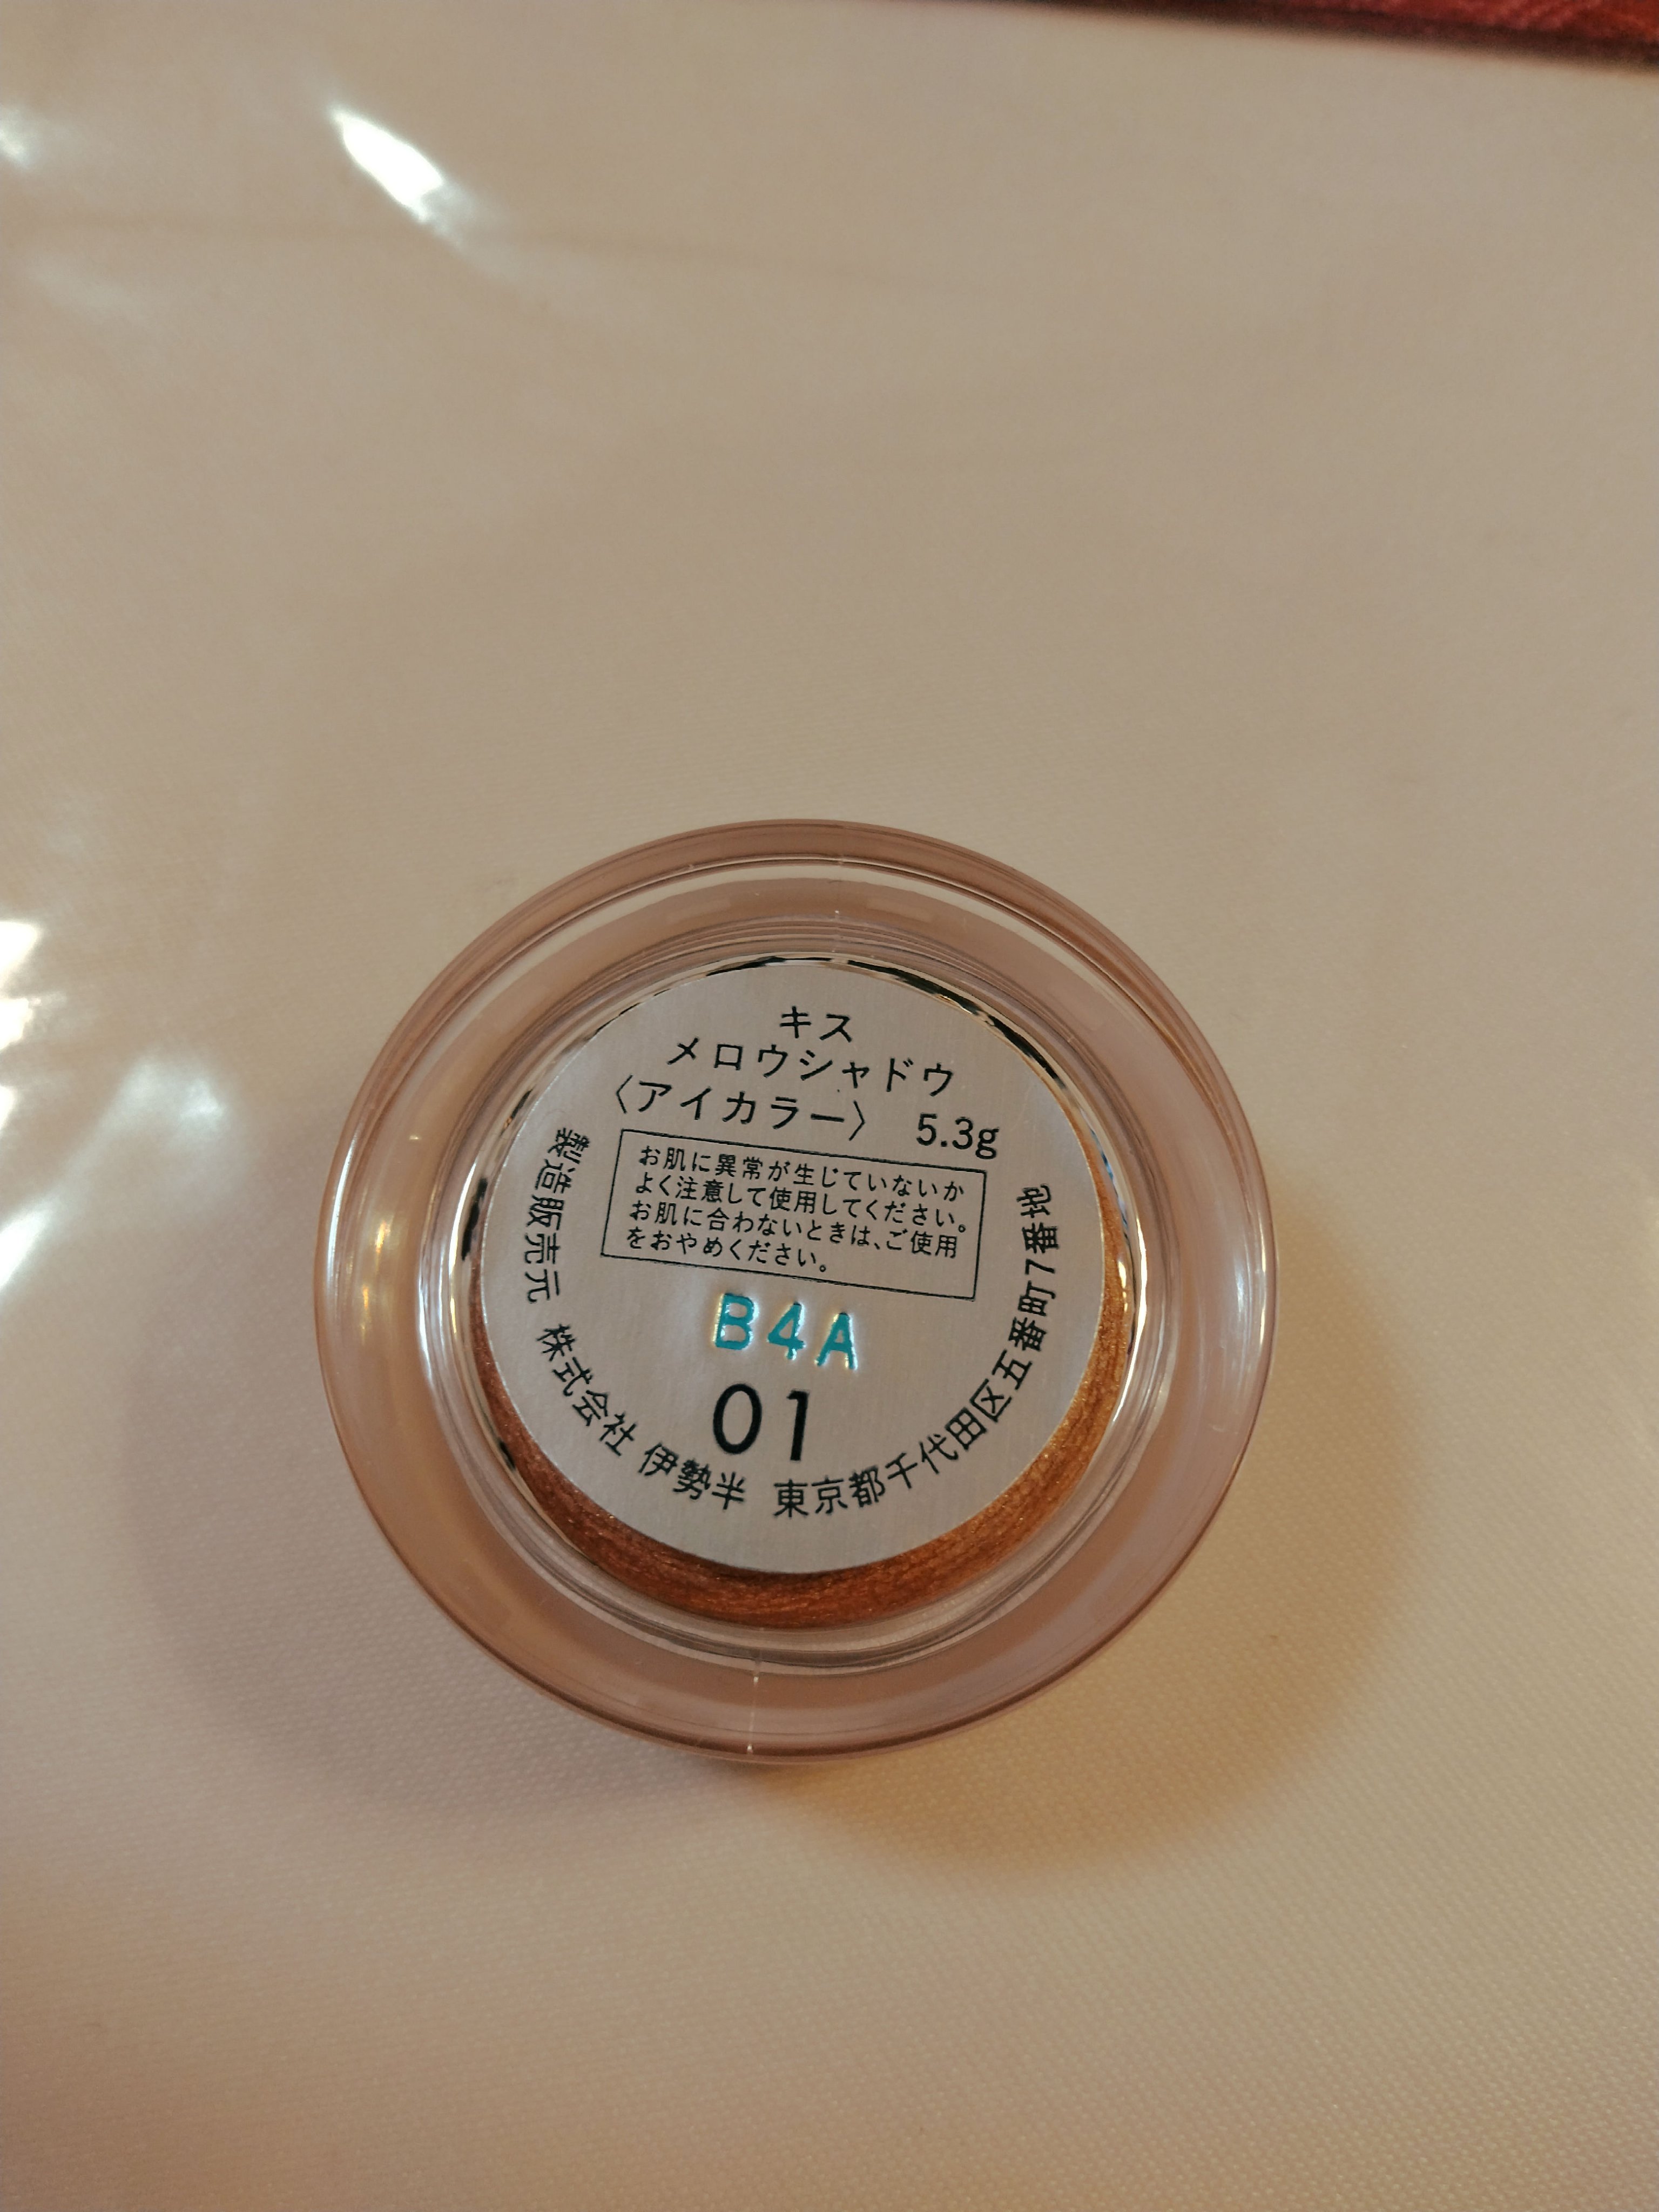 キス
メロウシャドウ
〈アイカラー〉 5.3g
お肌に異常が生じていないか
よく注意して使用してください。
お肌に合わないときは、ご使用
をおやめください。
B4A
01
製造販売元 株式会社 伊勢半 東京都千代田区五番町7番地